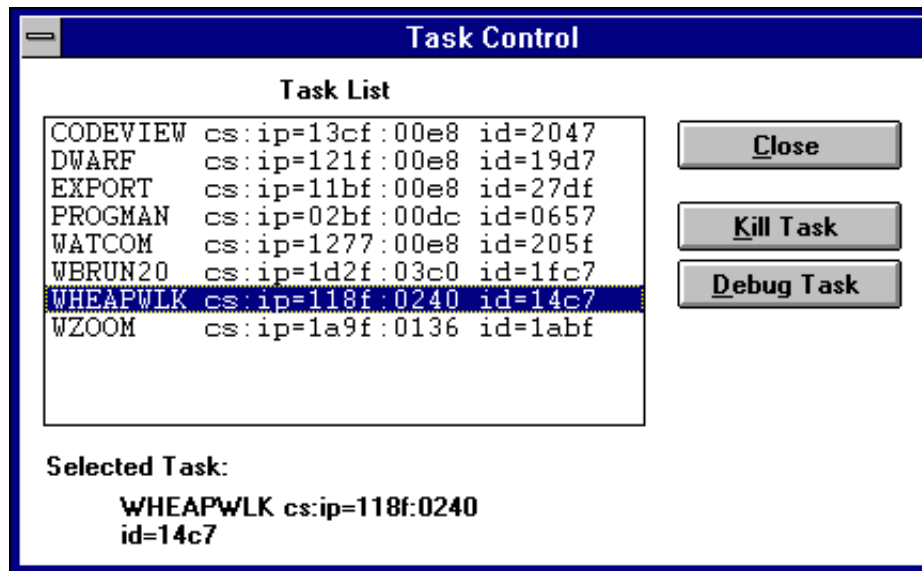 Task Control
Task List
CODEVIEW cs:ip=13cf:00e8 id=2047
DWARF cs:ip=121f:00e8 id=19d7
EXPORT cs:ip=11bf:00e8 id=27df
PROGMAN cs:ip=02bf:00dc id=0657
WATCOM cs:ip=1277:00e8 id=205f
WBRUN20 cs:ip=1d2f:03c0 id=1fc7
WHEAPWLK cs:ip=118f:0240 id=14c7
WZOOM cs:ip=1a9f:0136 id=1abf
Close
Kill Task
Debug Task
Selected Task:
WHEAPWLK cs:ip=118f:0240
id=14c7